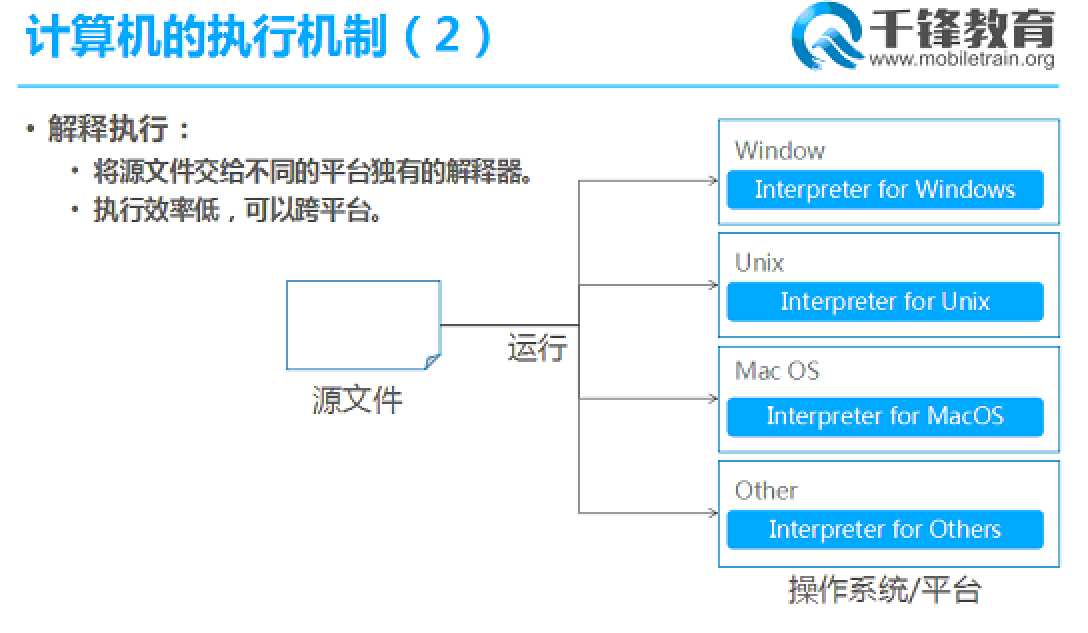 计算机的执行机制（2）
千锋教育
www.mobiletrain.org
• 解释执行：
• 将源文件交给不同的平台独有的解释器。
• 执行效率低，可以跨平台。
源文件
运行
Window
Interpreter for Windows
Unix
Interpreter for Unix
Mac OS
Interpreter for MacOS
Other
Interpreter for Others
操作系统/平台